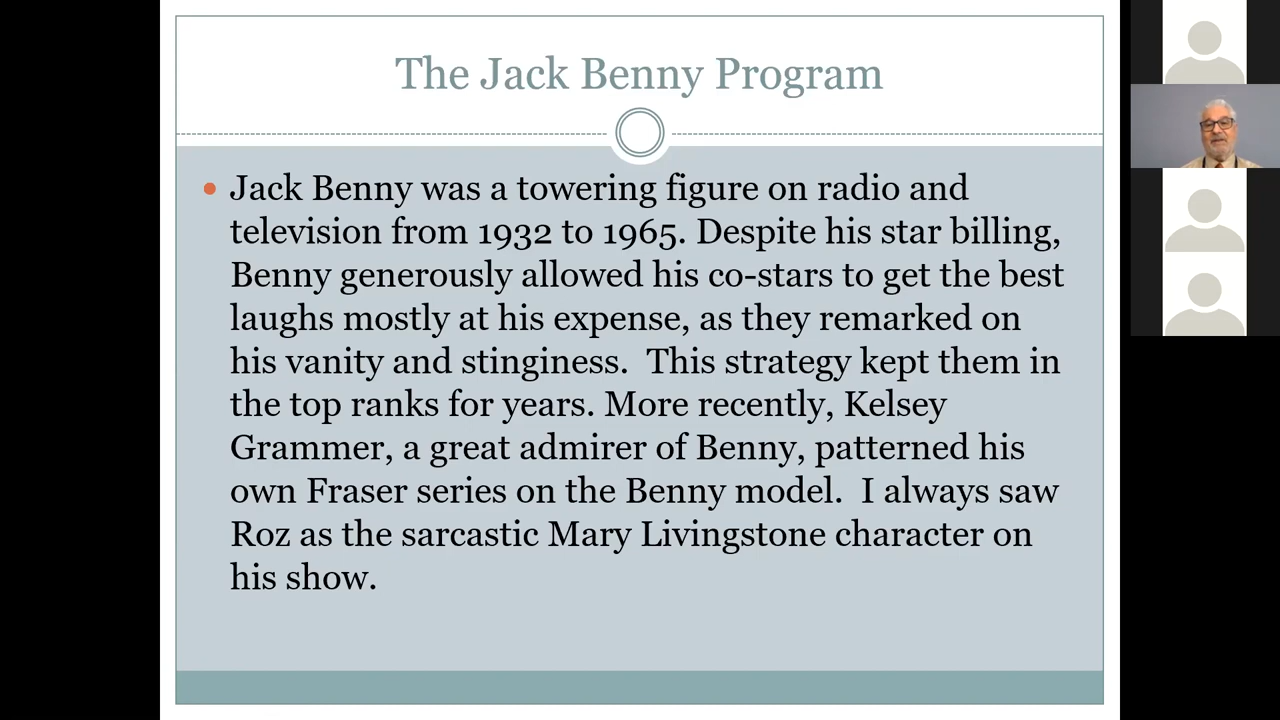 The Jack Benny Program
• Jack Benny was a towering figure on radio and
television from 1932 to 1965. Despite his star billing,
Benny generously allowed his co-stars to get the best
laughs mostly at his expense, as they remarked on
his vanity and stinginess.  This strategy kept them in
the top ranks for years. More recently, Kelsey
Grammer, a great admirer of Benny, patterned his
own Fraser series on the Benny model.  I always saw
Roz as the sarcastic Mary Livingstone character on
his show.